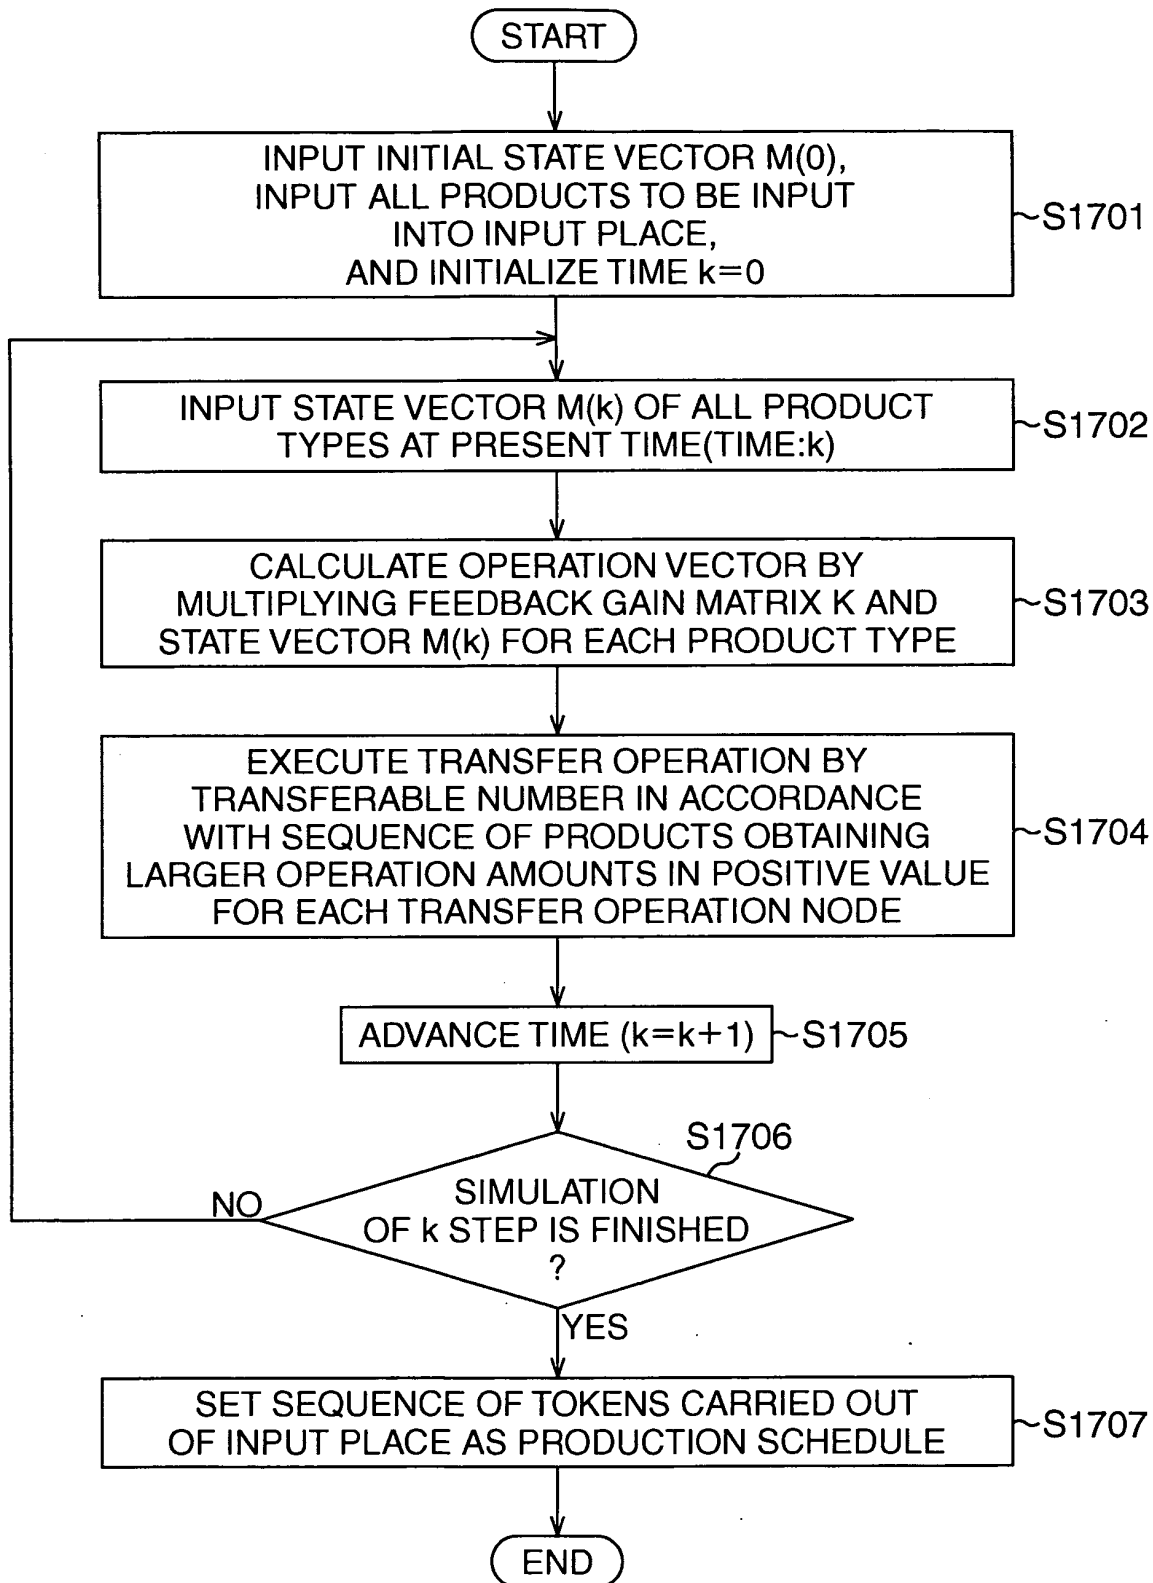 START
INPUT INITIAL STATE VECTOR M(0),
INPUT ALL PRODUCTS TO BE INPUT
INTO INPUT PLACE,
AND INITIALIZE TIME k=0
S1701
INPUT STATE VECTOR M(k) OF ALL PRODUCT
TYPES AT PRESENT TIME(TIME:k)
S1702
CALCULATE OPERATION VECTOR BY
MULTIPLYING FEEDBACK GAIN MATRIX K AND
STATE VECTOR M(k) FOR EACH PRODUCT TYPE
S1703
EXECUTE TRANSFER OPERATION BY
TRANSFERABLE NUMBER IN ACCORDANCE
WITH SEQUENCE OF PRODUCTS OBTAINING
LARGER OPERATION AMOUNTS IN POSITIVE VALUE
FOR EACH TRANSFER OPERATION NODE
S1704
ADVANCE TIME (k=k+1)
S1705
S1706
SIMULATION
OF k STEP IS FINISHED
?
NO
YES
SET SEQUENCE OF TOKENS CARRIED OUT
OF INPUT PLACE AS PRODUCTION SCHEDULE
S1707
END